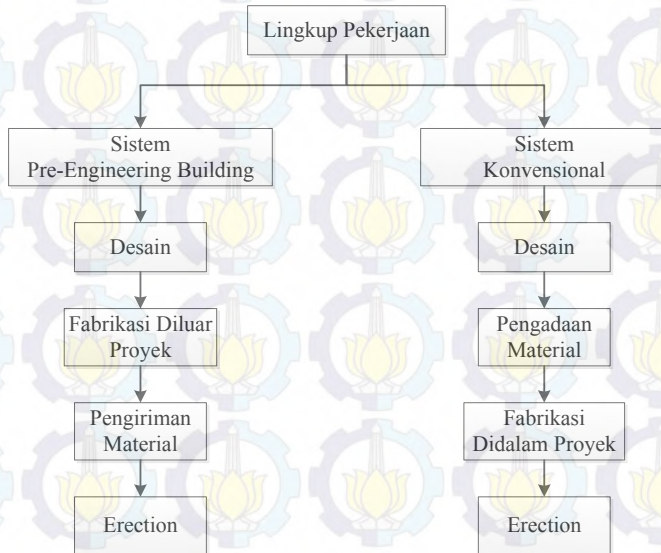 Lingkup Pekerjaan
Sistem
Pre-Engineering Building
Desain
Fabrikasi Diluar
Proyek
Pengiriman
Material
Erection
Sistem
Konvensional
Desain
Pengadaan
Material
Fabrikasi
Didalam Proyek
Erection